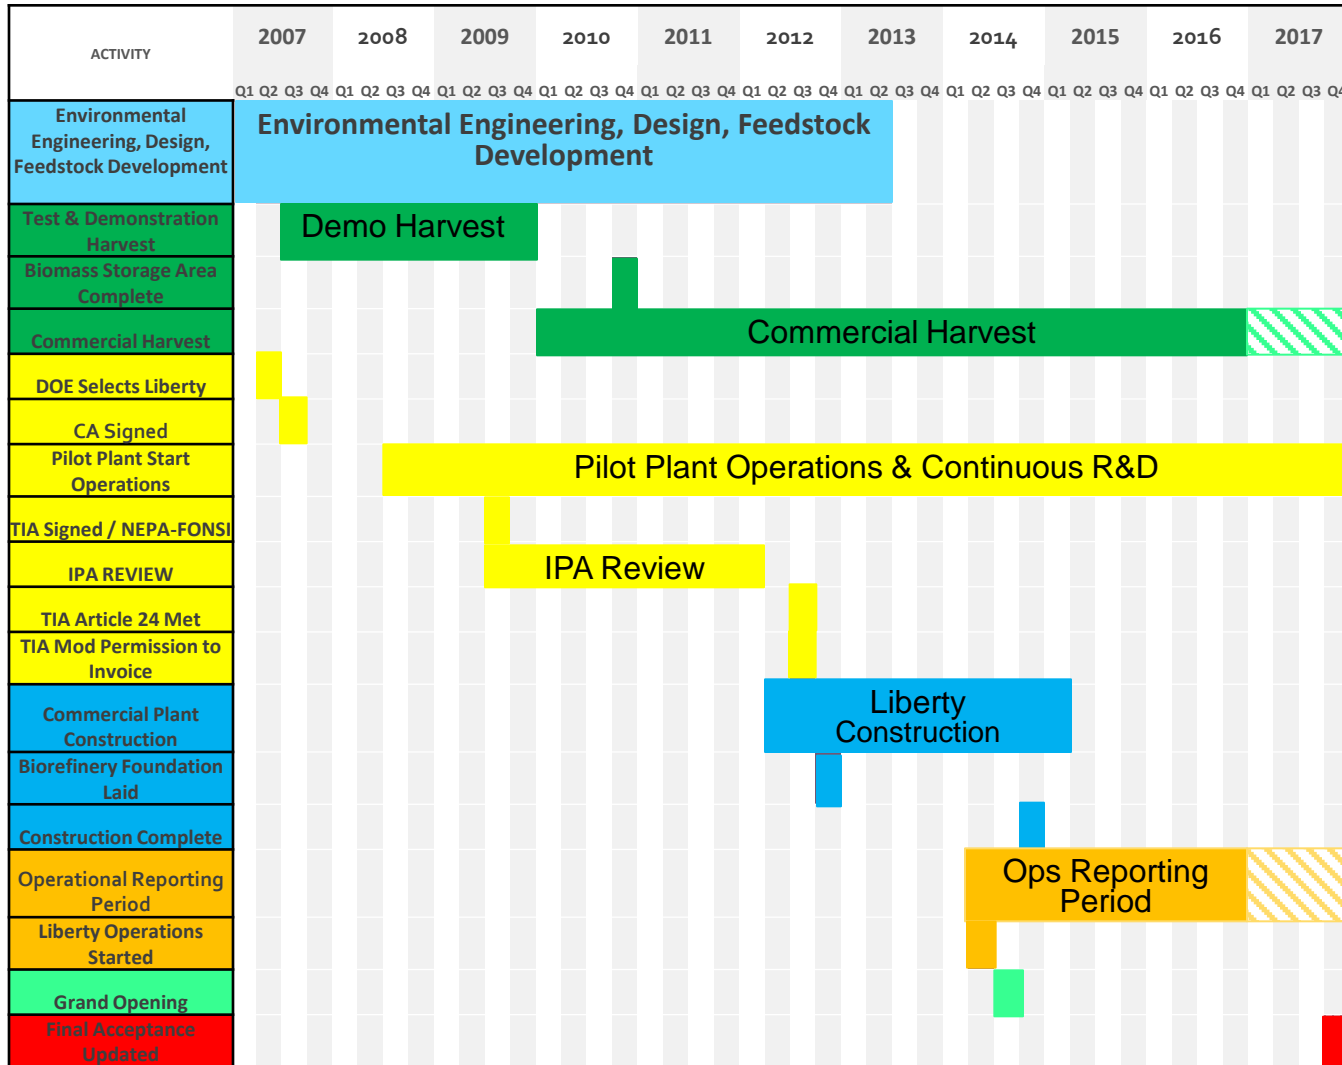 ACTIVITY
2007 2008 2009 2010 2011 2012 2013 2014 2015 2016 2017
Q1 Q2 Q3 Q4 Q1 Q2 Q3 Q4 Q1 Q2 Q3 Q4 Q1 Q2 Q3 Q4 Q1 Q2 Q3 Q4 Q1 Q2 Q3 Q4 Q1 Q2 Q3 Q4 Q1 Q2 Q3 Q4 Q1 Q2 Q3 Q4 Q1 Q2 Q3 Q4 Q1 Q2 Q3 Q4
Environmental
Engineering, Design,
Feedstock Development
Environmental Engineering, Design, Feedstock
Development
Test & Demonstration
Harvest
Demo Harvest
Biomass Storage Area
Complete
Commercial Harvest
Commercial Harvest
DOE Selects Liberty
CA Signed
Pilot Plant Start
Operations
Pilot Plant Operations & Continuous R&D
TIA Signed / NEPA-FONSI
IPA REVIEW
IPA Review
TIA Article 24 Met
TIA Mod Permission to
Invoice
Commercial Plant
Construction
Liberty
Construction
Biorefinery Foundation
Laid
Construction Complete
Operational Reporting
Period
Ops Reporting
Period
Liberty Operations
Started
Grand Opening
Final Acceptance
Updated